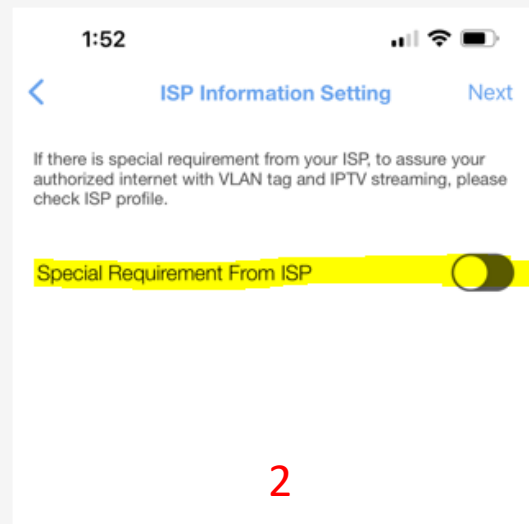 1:52
ISP Information Setting Next
If there is special requirement from your ISP, to assure your
authorized internet with VLAN tag and IPTV streaming, please
check ISP profile.
Special Requirement From ISP
2